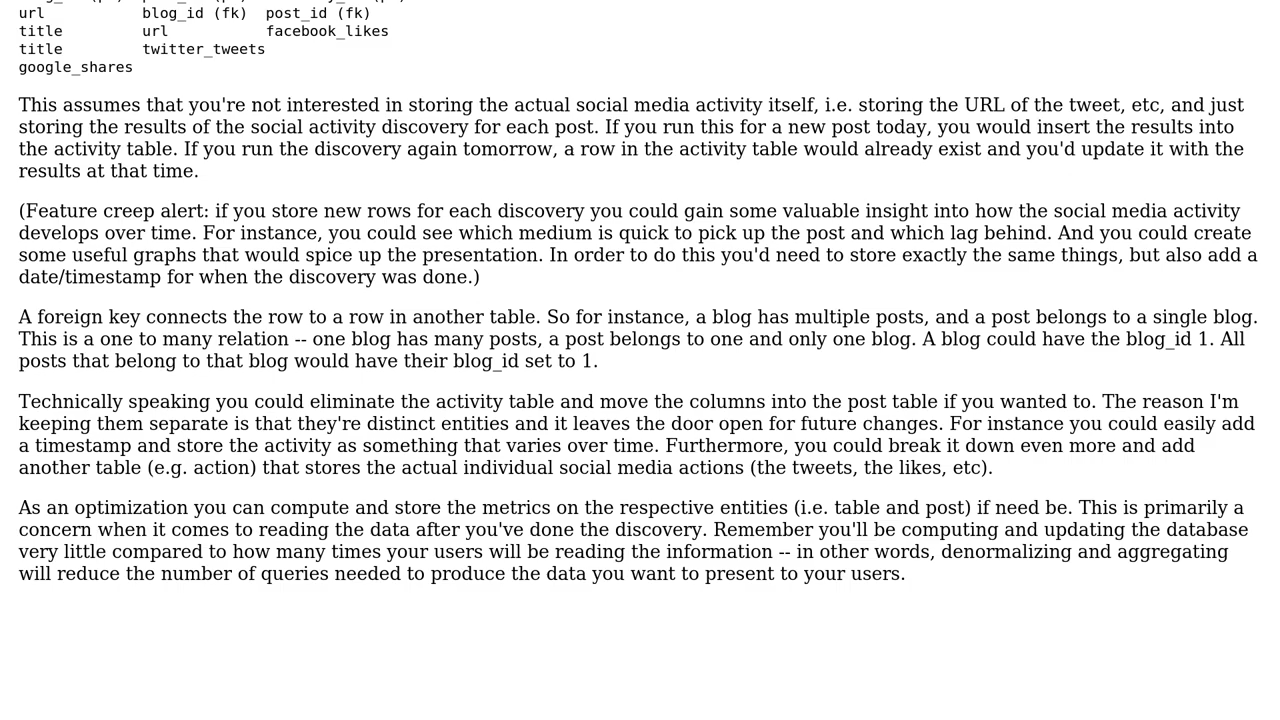 url         blog_id (fk)  post_id (fk)
title         url           facebook_likes
title         twitter_tweets
google_shares
This assumes that you're not interested in storing the actual social media activity itself, i.e. storing the URL of the tweet, etc, and just
storing the results of the social activity discovery for each post. If you run this for a new post today, you would insert the results into
the activity table. If you run the discovery again tomorrow, a row in the activity table would already exist and you'd update it with the
results at that time.
(Feature creep alert: if you store new rows for each discovery you could gain some valuable insight into how the social media activity
develops over time. For instance, you could see which medium is quick to pick up the post and which lag behind. And you could create
some useful graphs that would spice up the presentation. In order to do this you'd need to store exactly the same things, but also add a
date/timestamp for when the discovery was done.)
A foreign key connects the row to a row in another table. So for instance, a blog has multiple posts, and a post belongs to a single blog.
This is a one to many relation -- one blog has many posts, a post belongs to one and only one blog. A blog could have the blog_id 1. All
posts that belong to that blog would have their blog_id set to 1.
Technically speaking you could eliminate the activity table and move the columns into the post table if you wanted to. The reason I'm
keeping them separate is that they're distinct entities and it leaves the door open for future changes. For instance you could easily add
a timestamp and store the activity as something that varies over time. Furthermore, you could break it down even more and add
another table (e.g. action) that stores the actual individual social media actions (the tweets, the likes, etc).
As an optimization you can compute and store the metrics on the respective entities (i.e. table and post) if need be. This is primarily a
concern when it comes to reading the data after you've done the discovery. Remember you'll be computing and updating the database
very little compared to how many times your users will be reading the information -- in other words, denormalizing and aggregating
will reduce the number of queries needed to produce the data you want to present to your users.